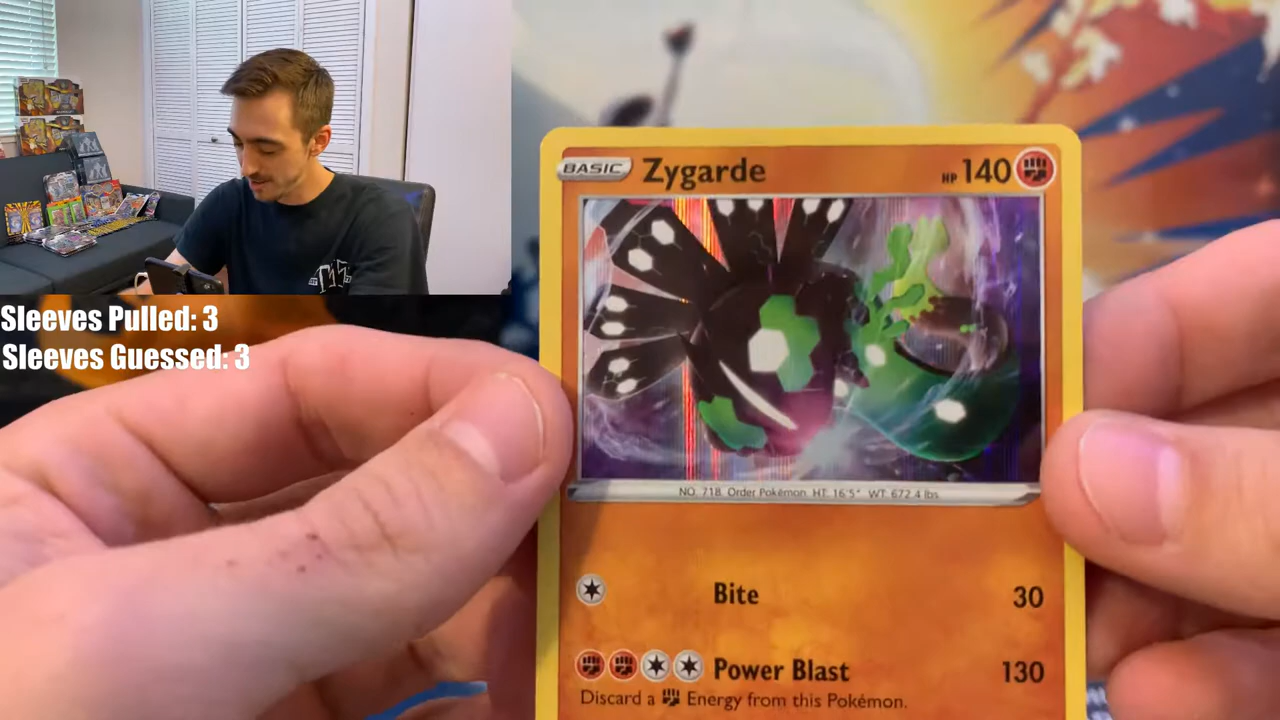 Sleeves Pulled: 3
Sleeves Guessed: 3
BASIC Zygarde HP 140
NO. 718 Order Pokémon HT: 16'5" WT: 672.4 lbs.
Bite 30
Power Blast 130
Discard a Energy from this Pokémon.